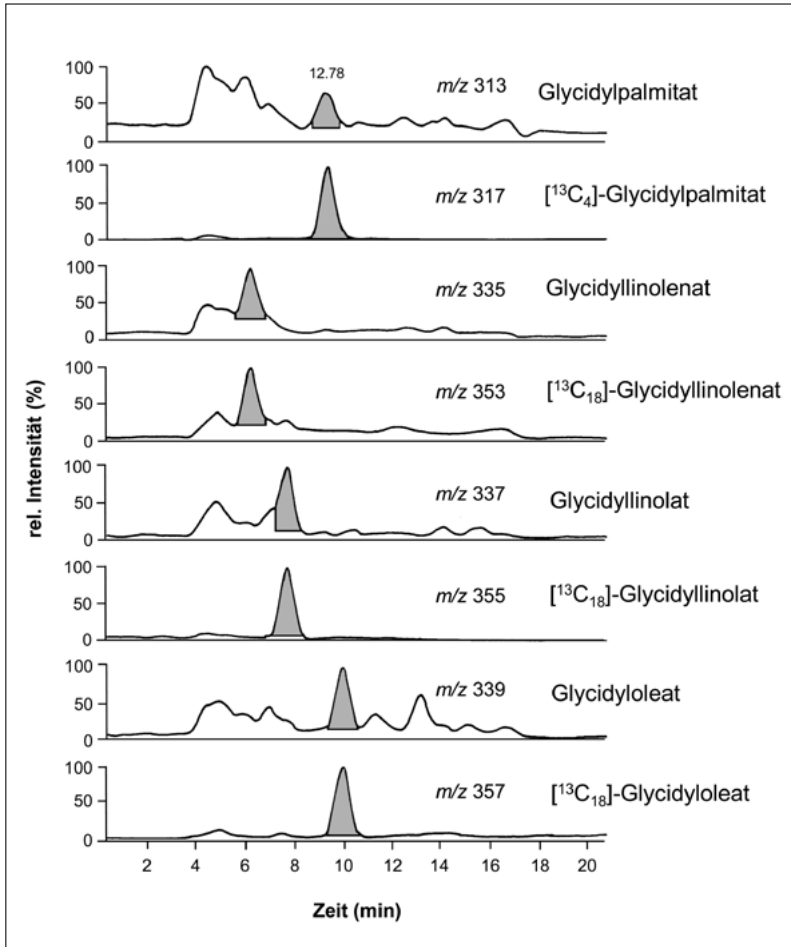 rel. Intensität (%)
12.78
100
50
0
m/z 313 Glycidylpalmitat
100
50
0
m/z 317 [¹³C₄]-Glycidylpalmitat
100
50
0
m/z 335 Glycidyllinolenat
100
50
0
m/z 353 [¹³C₁₈]-Glycidyllinolenat
100
50
0
m/z 337 Glycidyllinolat
100
50
0
m/z 355 [¹³C₁₈]-Glycidyllinolat
100
50
0
m/z 339 Glycidyloleat
100
50
0
m/z 357 [¹³C₁₈]-Glycidyloleat
2 4 6 8 10 12 14 16 18 20
Zeit (min)